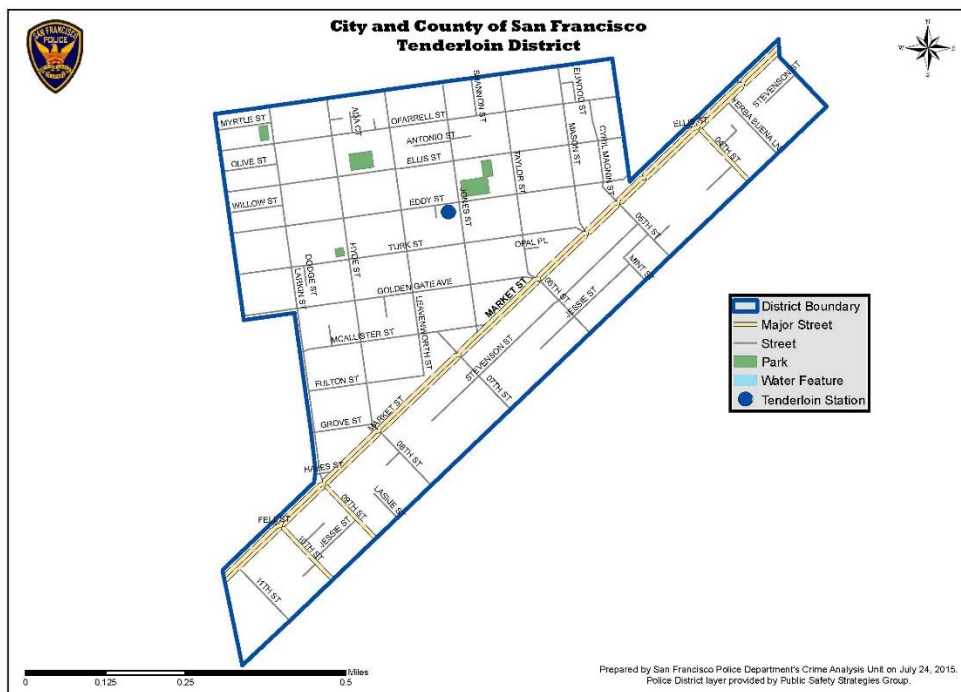 City and County of San Francisco
Tenderloin District
SAN FRANCISCO
POLICE
N
W
E
S
STEVENSON ST
YERBA BUENA LN
ELLIS ST
04TH ST
ELWOOD ST
SHANNON ST
MYRTLE ST
ADA CT
OFARRELL ST
ANTONIO ST
MASON ST
CYRIL MAGNIN ST
OLIVE ST
ELLIS ST
TAYLOR ST
WILLOW ST
EDDY ST
JONES ST
05TH ST
TURK ST
OPAL PL
HYDE ST
DODGE ST
LARKIN ST
MINT ST
GOLDEN GATE AVE
MARKET ST
06TH ST
JESSIE ST
LEAVENWORTH ST
MCALLISTER ST
STEVENSON ST
FULTON ST
07TH ST
MARKET ST
GROVE ST
08TH ST
HAYES ST
09TH ST
FELL ST
JESSIE ST
10TH ST
11TH ST
District Boundary
Major Street
Street
Park
Water Feature
Tenderloin Station
Miles
0 0.125 0.25 0.5
Prepared by San Francisco Police Department's Crime Analysis Unit on July 24, 2015.
Police District layer provided by Public Safety Strategies Group.